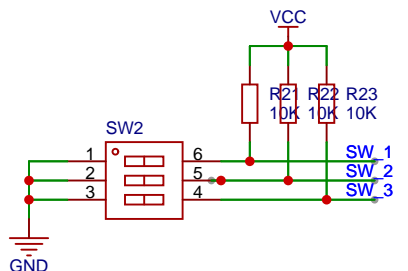 VCC
R21 R22 R23
10K 10K 10K
SW2
1 6 SW_1
2 5 SW_2
3 4 SW_3
GND